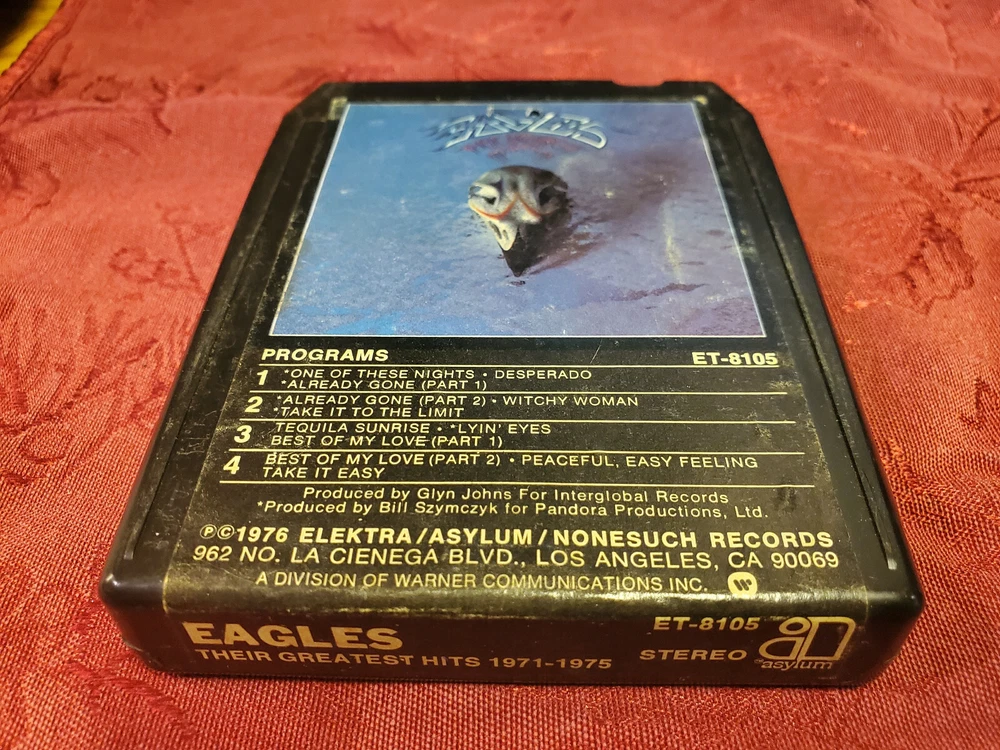 EAGLES
PROGRAMS
ET-8105
1 *ONE OF THESE NIGHTS • DESPERADO
*ALREADY GONE (PART 1)
2 *ALREADY GONE (PART 2) • WITCHY WOMAN
*TAKE IT TO THE LIMIT
3 TEQUILA SUNRISE • *LYIN' EYES
BEST OF MY LOVE (PART 1)
4 BEST OF MY LOVE (PART 2) • PEACEFUL, EASY FEELING
TAKE IT EASY
Produced by Glyn Johns For Interglobal Records
*Produced by Bill Szymczyk for Pandora Productions, Ltd.
Ⓟ©1976 ELEKTRA/ASYLUM/NONESUCH RECORDS
962 NO. LA CIENEGA BLVD., LOS ANGELES, CA 90069
A DIVISION OF WARNER COMMUNICATIONS INC.
EAGLES
THEIR GREATEST HITS 1971-1975
ET-8105
STEREO
asylum